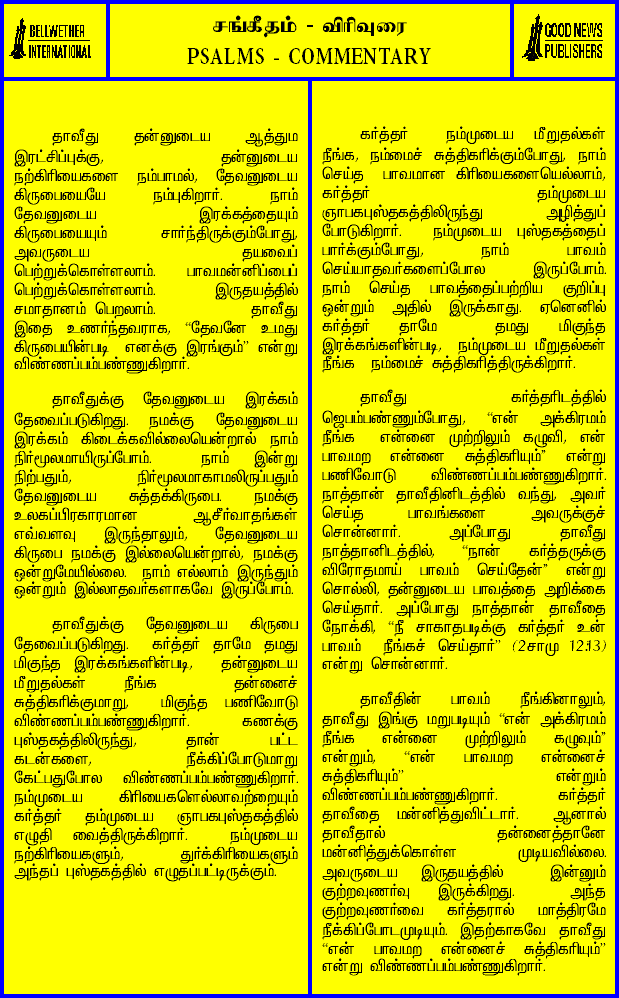 BELLWETHER
INTERNATIONAL
சங்கீதம் - விரிவுரை
PSALMS - COMMENTARY
GOOD NEWS
PUBLISHERS
தாவீது தன்னுடைய ஆத்தும
இரட்சிப்புக்கு, தன்னுடைய
நற்கிரியைகளை நம்பாமல், தேவனுடைய
கிருபையையே நம்புகிறார். நாம்
தேவனுடைய இரக்கத்தையும்
கிருபையையும் சார்ந்திருக்கும்போது,
அவருடைய தயவைப்
பெற்றுக்கொள்ளலாம். பாவமன்னிப்பைப்
பெற்றுக்கொள்ளலாம். இருதயத்தில்
சமாதானம் பெறலாம். தாவீது
இதை உணர்ந்தவராக, “தேவனே உமது
கிருபையின்படி எனக்கு இரங்கும்” என்று
விண்ணப்பம்பண்ணுகிறார்.
தாவீதுக்கு தேவனுடைய இரக்கம்
தேவைப்படுகிறது. நமக்கு தேவனுடைய
இரக்கம் கிடைக்கவில்லையென்றால் நாம்
நிர்மூலமாயிருப்போம். நாம் இன்று
நிற்பதும், நிர்மூலமாகாமலிருப்பதும்
தேவனுடைய சுத்தக்கிருபை. நமக்கு
உலகப்பிரகாரமான ஆசீர்வாதங்கள்
எவ்வளவு இருந்தாலும், தேவனுடைய
கிருபை நமக்கு இல்லையென்றால், நமக்கு
ஒன்றுமேயில்லை. நாம் எல்லாம் இருந்தும்
ஒன்றும் இல்லாதவர்களாகவே இருப்போம்.
தாவீதுக்கு தேவனுடைய கிருபை
தேவைப்படுகிறது. கர்த்தர் தாமே தமது
மிகுந்த இரக்கங்களின்படி, தன்னுடைய
மீறுதல்கள் நீங்க தன்னைச்
சுத்திகரிக்குமாறு, மிகுந்த பணிவோடு
விண்ணப்பம்பண்ணுகிறார். கணக்கு
புஸ்தகத்திலிருந்து, தான் பட்ட
கடன்களை, நீக்கிப்போடுமாறு
கேட்பதுபோல விண்ணப்பம்பண்ணுகிறார்.
நம்முடைய கிரியைகளெல்லாவற்றையும்
கர்த்தர் தம்முடைய ஞாபகபுஸ்தகத்தில்
எழுதி வைத்திருக்கிறார். நம்முடைய
நற்கிரியைகளும், துர்க்கிரியைகளும்
அந்தப் புஸ்தகத்தில் எழுதப்பட்டிருக்கும்.
கர்த்தர் நம்முடைய மீறுதல்கள்
நீங்க, நம்மைச் சுத்திகரிக்கும்போது, நாம்
செய்த பாவமான கிரியைகளையெல்லாம்,
கர்த்தர் தம்முடைய
ஞாபகபுஸ்தகத்திலிருந்து அழித்துப்
போடுகிறார். நம்முடைய புஸ்தகத்தைப்
பார்க்கும்போது, நாம் பாவம்
செய்யாதவர்களைப்போல இருப்போம்.
நாம் செய்த பாவத்தைப்பற்றிய குறிப்பு
ஒன்றும் அதில் இருக்காது. ஏனெனில்
கர்த்தர் தாமே தமது மிகுந்த
இரக்கங்களின்படி, நம்முடைய மீறுதல்கள்
நீங்க நம்மைச் சுத்திகரித்திருக்கிறார்.
தாவீது கர்த்தரிடத்தில்
ஜெபம்பண்ணும்போது, “என் அக்கிரமம்
நீங்க என்னை முற்றிலும் கழுவி, என்
பாவமற என்னை சுத்திகரியும்” என்று
பணிவோடு விண்ணப்பம்பண்ணுகிறார்.
நாத்தான் தாவீதினிடத்தில் வந்து, அவர்
செய்த பாவங்களை அவருக்குச்
சொன்னார். அப்போது தாவீது
நாத்தானிடத்தில், “நான் கர்த்தருக்கு
விரோதமாய் பாவம் செய்தேன்” என்று
சொல்லி, தன்னுடைய பாவத்தை அறிக்கை
செய்தார். அப்போது நாத்தான் தாவீதை
நோக்கி, “நீ சாகாதபடிக்கு கர்த்தர் உன்
பாவம் நீங்கச் செய்தார்” (2சாமு 12:13)
என்று சொன்னார்.
தாவீதின் பாவம் நீங்கினாலும்,
தாவீது இங்கு மறுபடியும் “என் அக்கிரமம்
நீங்க என்னை முற்றிலும் கழுவும்”
என்றும், “என் பாவமற என்னைச்
சுத்திகரியும்” என்றும்
விண்ணப்பம்பண்ணுகிறார். கர்த்தர்
தாவீதை மன்னித்துவிட்டார். ஆனால்
தாவீதால் தன்னைத்தானே
மன்னித்துக்கொள்ள முடியவில்லை.
அவருடைய இருதயத்தில் இன்னும்
குற்றவுணர்வு இருக்கிறது. அந்த
குற்றவுணர்வை கர்த்தரால் மாத்திரமே
நீக்கிப்போடமுடியும். இதற்காகவே தாவீது
“என் பாவமற என்னைச் சுத்திகரியும்”
என்று விண்ணப்பம்பண்ணுகிறார்.